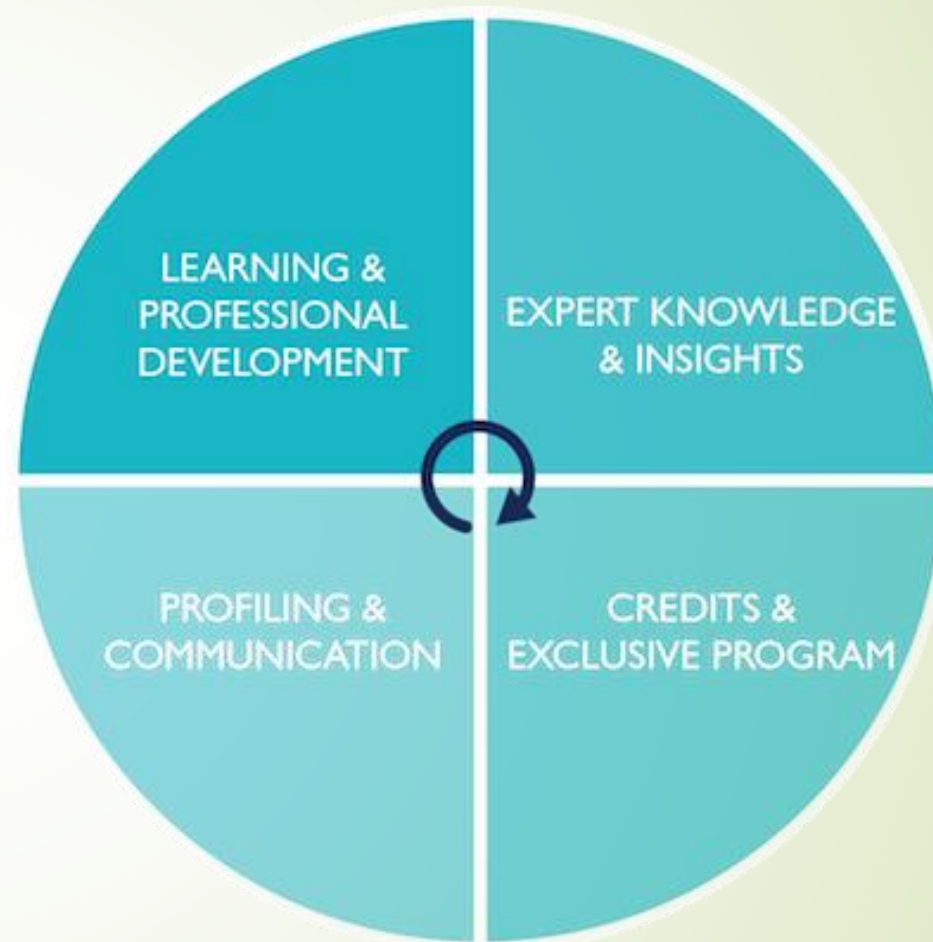 LEARNING &
PROFESSIONAL
DEVELOPMENT
EXPERT KNOWLEDGE
& INSIGHTS
PROFILING &
COMMUNICATION
CREDITS &
EXCLUSIVE PROGRAM